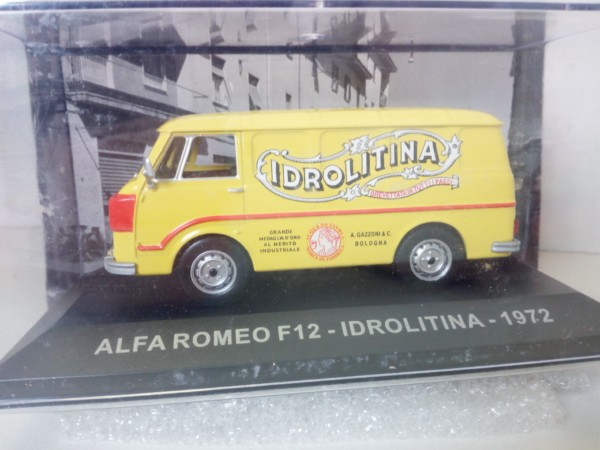 IDROLITINA
GRANDE
MEDAGLIA D'ORO
AL MERITO
INDUSTRIALE
A. GAZZONI & C.
BOLOGNA
ALFA ROMEO F12 - IDROLITINA - 1972